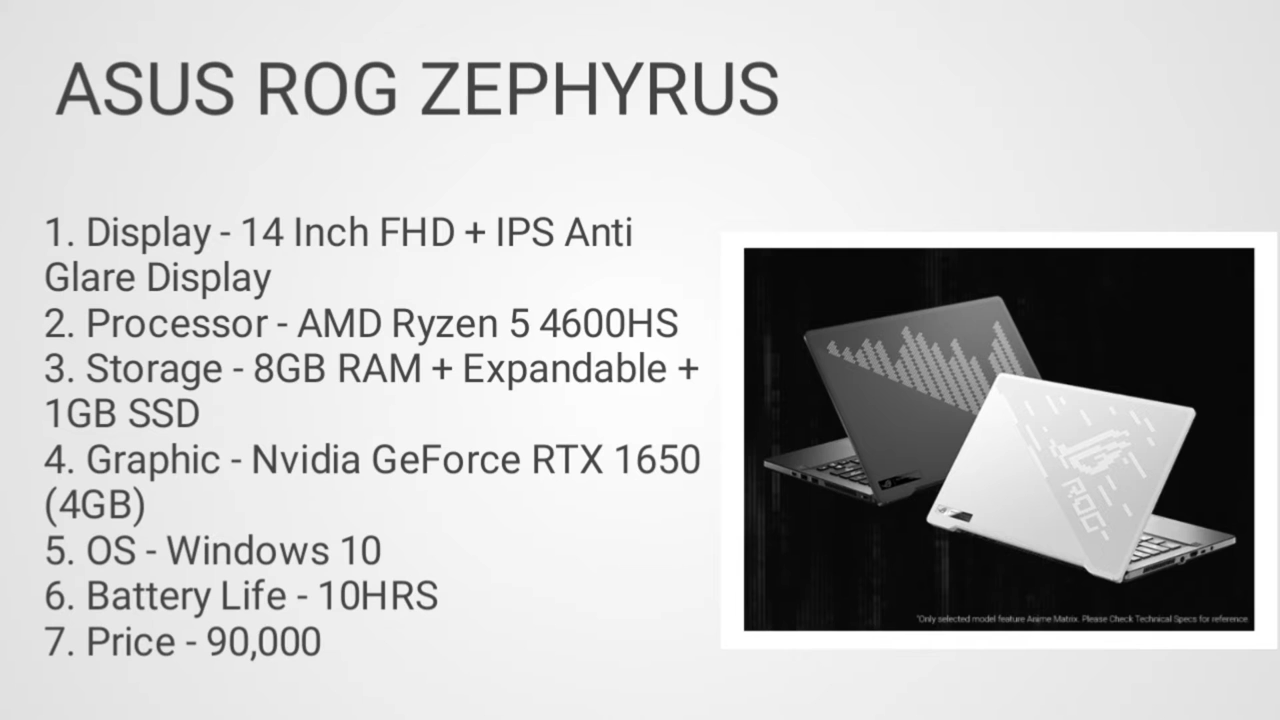 ASUS ROG ZEPHYRUS
1. Display - 14 Inch FHD + IPS Anti
Glare Display
2. Processor - AMD Ryzen 5 4600HS
3. Storage - 8GB RAM + Expandable +
1GB SSD
4. Graphic - Nvidia GeForce RTX 1650
(4GB)
5. OS - Windows 10
6. Battery Life - 10HRS
7. Price - 90,000
ROG
*Only selected model feature Anime Matrix. Please Check Technical Specs for reference